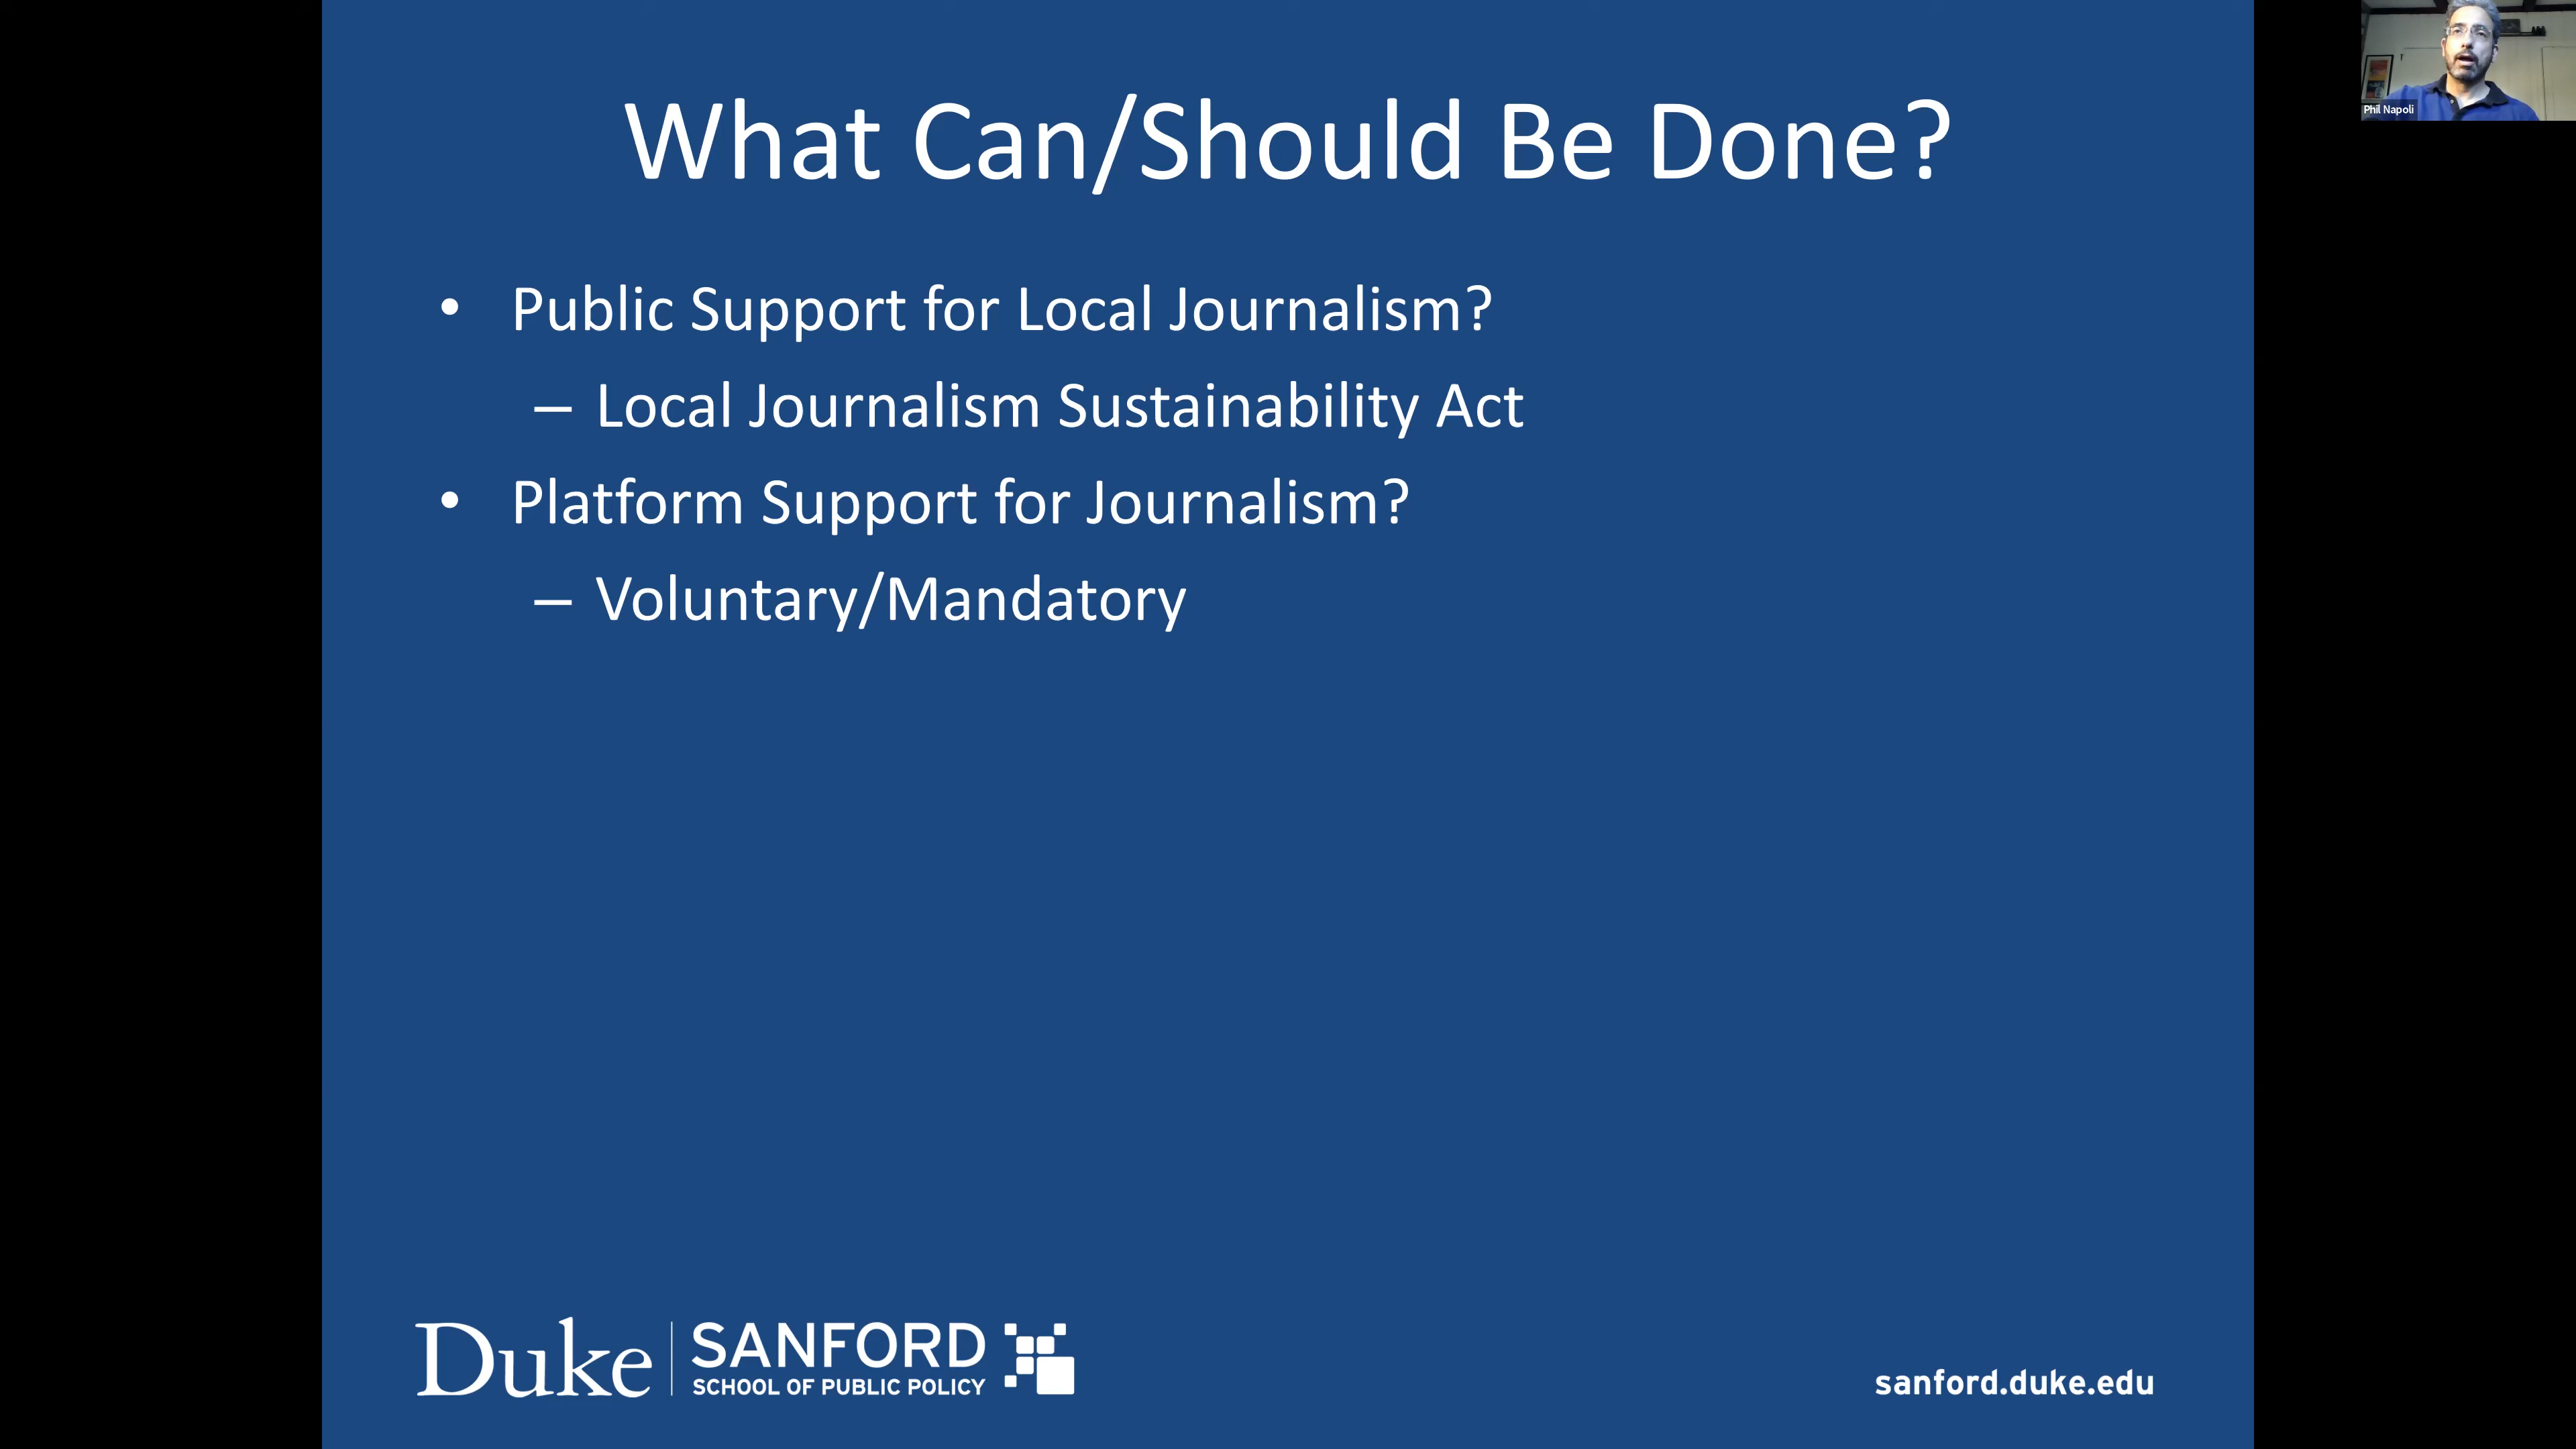 What Can/Should Be Done?
• Public Support for Local Journalism?
– Local Journalism Sustainability Act
• Platform Support for Journalism?
– Voluntary/Mandatory
Duke SANFORD
SCHOOL OF PUBLIC POLICY
sanford.duke.edu
Phil Napoli